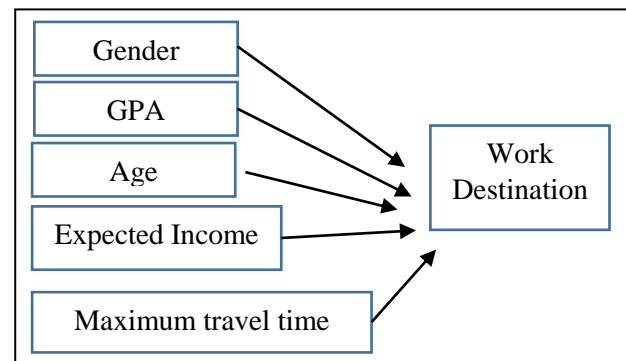 Gender
GPA
Age
Expected Income
Maximum travel time
Work
Destination